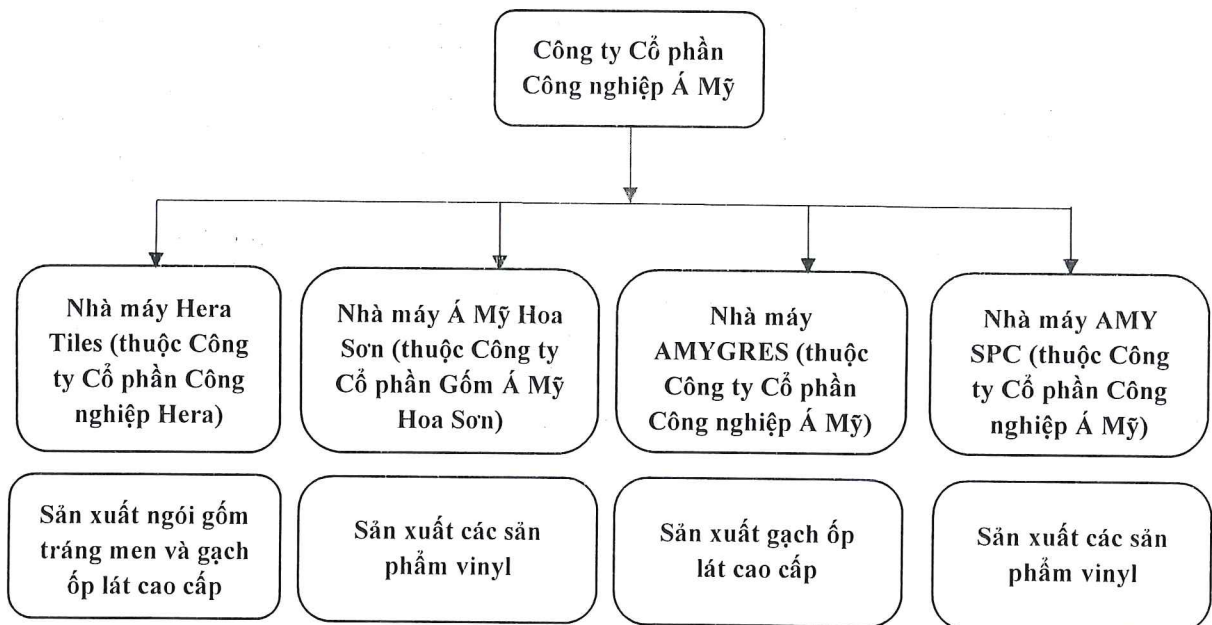 Công ty Cổ phần
Công nghiệp Á Mỹ
Nhà máy Hera
Tiles (thuộc Công
ty Cổ phần Công
nghiệp Hera)
Nhà máy Á Mỹ Hoa
Sơn (thuộc Công ty
Cổ phần Gốm Á Mỹ
Hoa Sơn)
Nhà máy
AMYGRES (thuộc
Công ty Cổ phần
Công nghiệp Á Mỹ)
Nhà máy AMY
SPC (thuộc Công
ty Cổ phần Công
nghiệp Á Mỹ)
Sản xuất ngói gốm
tráng men và gạch
ốp lát cao cấp
Sản xuất các sản
phẩm vinyl
Sản xuất gạch ốp
lát cao cấp
Sản xuất các sản
phẩm vinyl